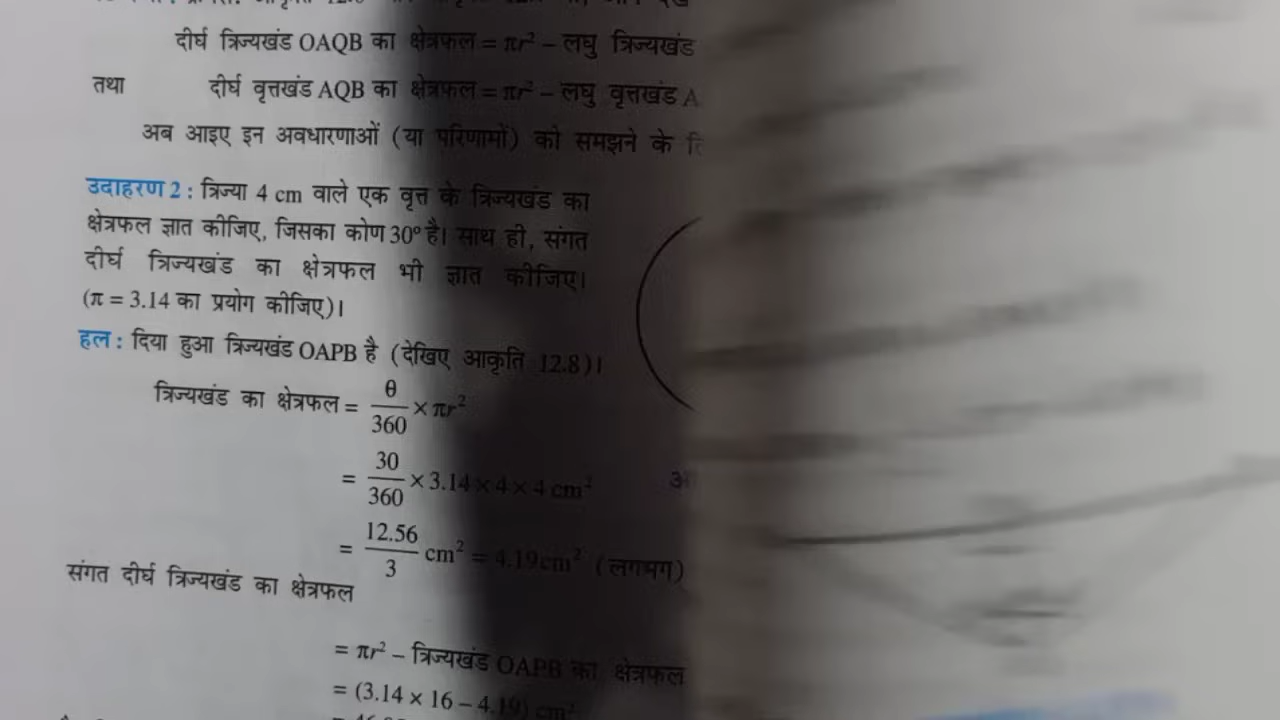 दीर्घ त्रिज्यखंड OAQB का क्षेत्रफल = πr² – लघु त्रिज्यखंड
तथा दीर्घ वृत्तखंड AQB का क्षेत्रफल = πr² – लघु वृत्तखंड A
अब आइए इन अवधारणाओं (या परिणामों) को समझने के
उदाहरण 2 : त्रिज्या 4 cm वाले एक वृत्त के त्रिज्यखंड का
क्षेत्रफल ज्ञात कीजिए, जिसका कोण 30° है। साथ ही, संगत
दीर्घ त्रिज्यखंड का क्षेत्रफल भी ज्ञात कीजिए।
(π = 3.14 का प्रयोग कीजिए)।
हल : दिया हुआ त्रिज्यखंड OAPB है (देखिए आकृति 12.8)।
त्रिज्यखंड का क्षेत्रफल = θ/360 × πr²
= 30/360 × 3.14 × 4 × 4 cm²
= 12.56/3 cm² = 4.19cm² (लगभग)
संगत दीर्घ त्रिज्यखंड का क्षेत्रफल
= πr² – त्रिज्यखंड OAPB का क्षेत्रफल
= (3.14 × 16 – 4.19) cm²